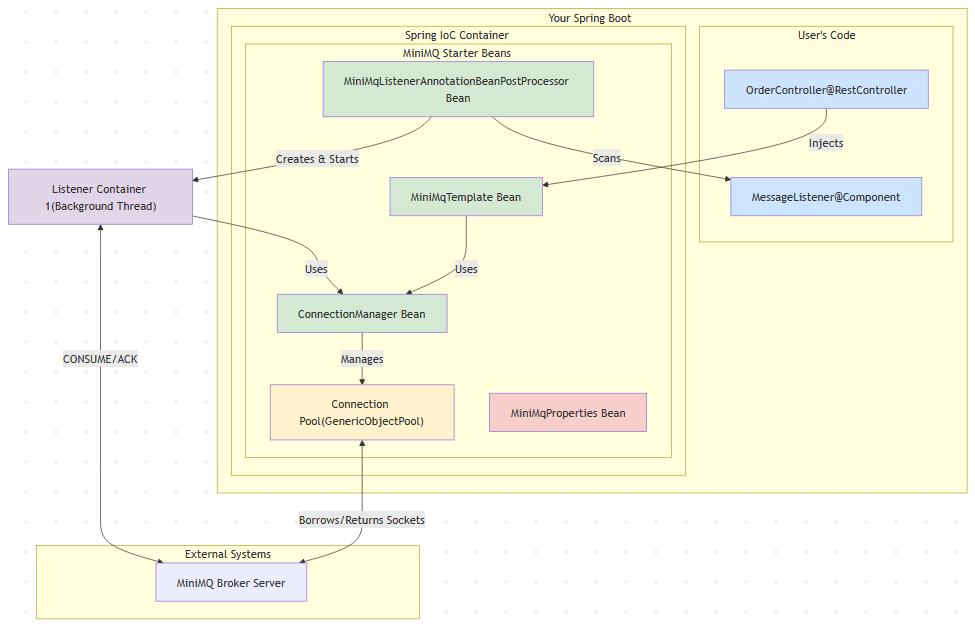 Your Spring Boot
Spring IoC Container
User's Code
MiniMQ Starter Beans
MiniMqListenerAnnotationBeanPostProcessor
Bean
OrderController@RestController
Injects
Creates & Starts
Scans
Listener Container
1(Background Thread)
MiniMqTemplate Bean
MessageListener@Component
Uses
Uses
ConnectionManager Bean
CONSUME/ACK
Manages
Connection
Pool(GenericObjectPool)
MiniMqProperties Bean
Borrows/Returns Sockets
External Systems
MiniMQ Broker Server